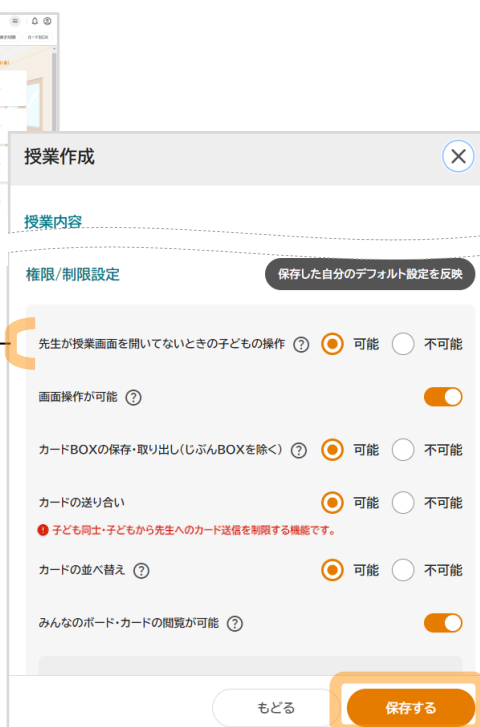 カードBOX
授業作成
授業内容
権限/制限設定
保存した自分のデフォルト設定を反映
先生が授業画面を開いてないときの子どもの操作 ? 可能 不可能
画面操作が可能 ?
カードBOXの保存・取り出し(じぶんBOXを除く) ? 可能 不可能
カードの送り合い 可能 不可能
! 子ども同士・子どもから先生へのカード送信を制限する機能です。
カードの並べ替え ? 可能 不可能
みんなのボード・カードの閲覧が可能 ?
もどる 保存する